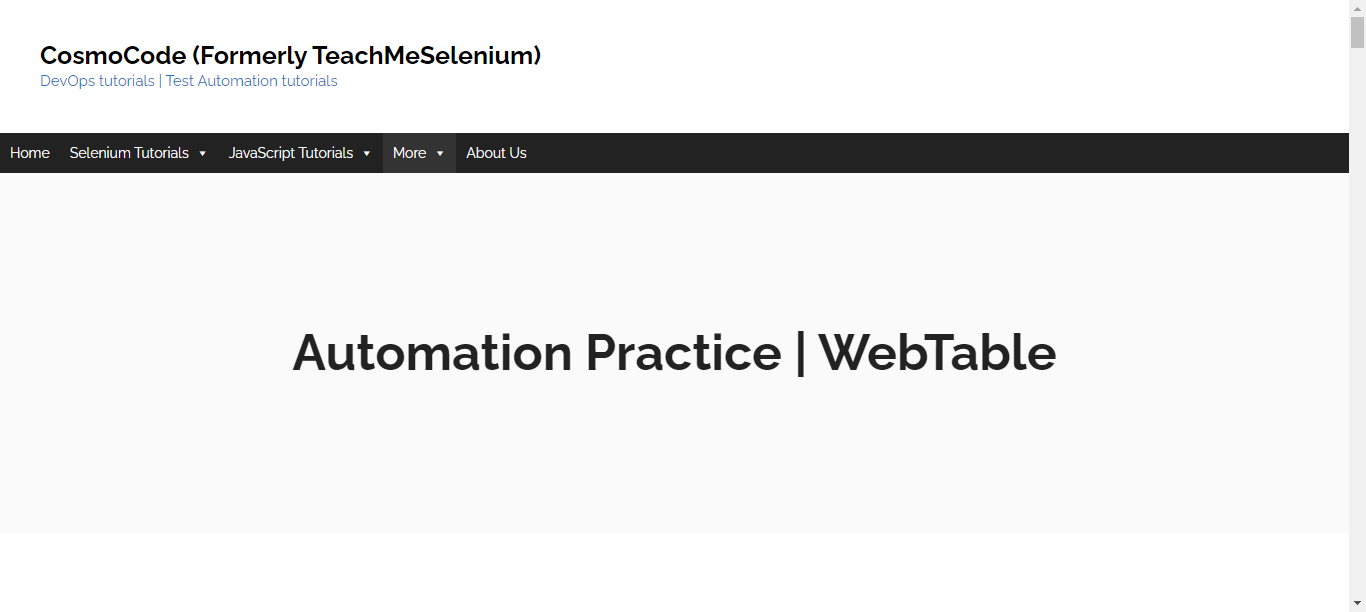 CosmoCode (Formerly TeachMeSelenium)
DevOps tutorials | Test Automation tutorials
Home Selenium Tutorials JavaScript Tutorials More About Us
Automation Practice | WebTable